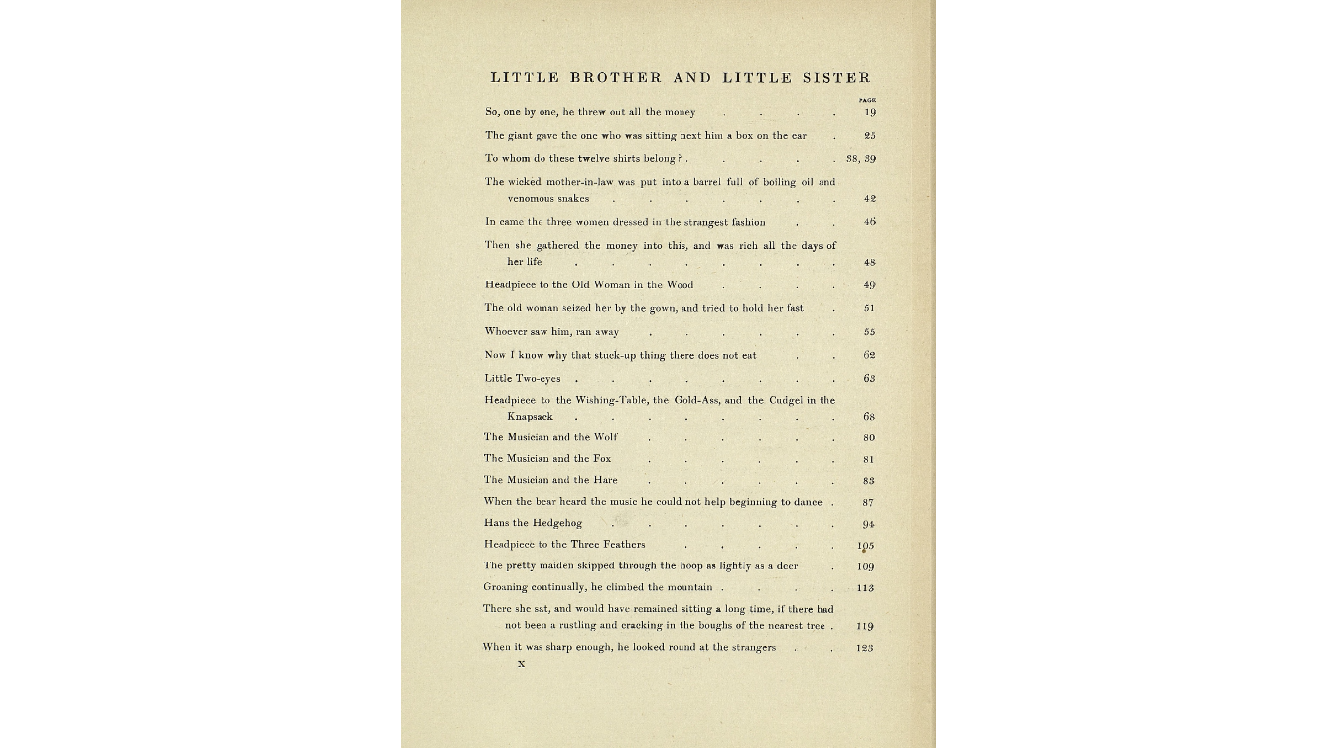 LITTLE BROTHER AND LITTLE SISTER
PAGE
So, one by one, he threw out all the money . . . . 19
The giant gave the one who was sitting next him a box on the ear . 25
To whom do these twelve shirts belong? . . . . . 38, 39
The wicked mother-in-law was put into a barrel full of boiling oil and
venomous snakes . . . . . . . 42
In came the three women dressed in the strangest fashion . . 46
Then she gathered the money into this, and was rich all the days of
her life . . . . . . . . 48
Headpiece to the Old Woman in the Wood . . . . 49
The old woman seized her by the gown, and tried to hold her fast . 51
Whoever saw him, ran away . . . . . . 55
Now I know why that stuck-up thing there does not eat . . 62
Little Two-eyes . . . . . . . . 63
Headpiece to the Wishing-Table, the Gold-Ass, and the Cudgel in the
Knapsack . . . . . . . . 68
The Musician and the Wolf . . . . . . 80
The Musician and the Fox . . . . . . 81
The Musician and the Hare . . . . . . 83
When the bear heard the music he could not help beginning to dance . 87
Hans the Hedgehog . . . . . . . 94
Headpiece to the Three Feathers . . . . . 105
The pretty maiden skipped through the hoop as lightly as a deer . 109
Groaning continually, he climbed the mountain . . . . 113
There she sat, and would have remained sitting a long time, if there had
not been a rustling and cracking in the boughs of the nearest tree . 119
When it was sharp enough, he looked round at the strangers . . 123
x